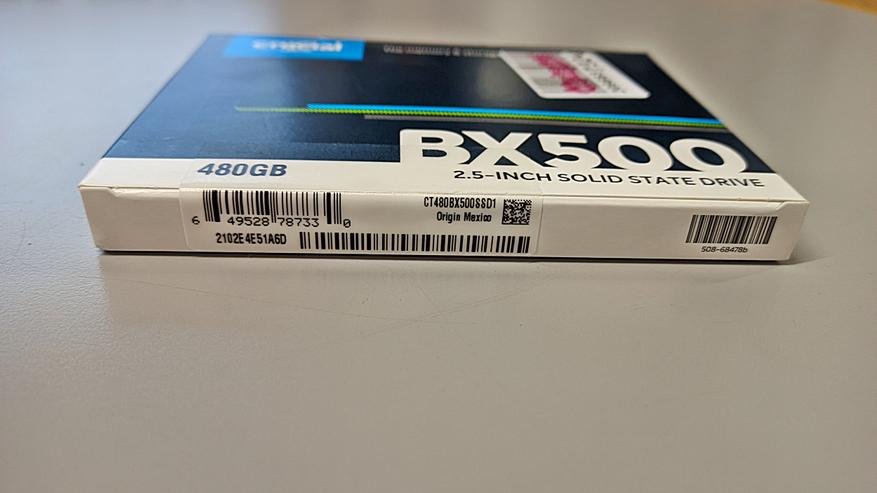 crucial
BX500
2.5-INCH SOLID STATE DRIVE
480GB
CT480BX500SSD1
Origin Mexico
6 49528 78733 0
2102E4E51A6D
508-68478b